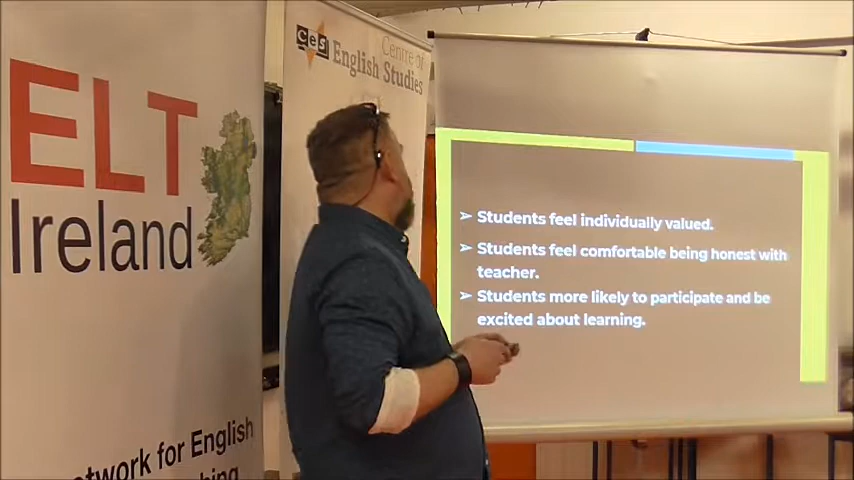 ELT
Ireland
network for English
CeS
Centre of
English Studies
➢ Students feel individually valued.
➢ Students feel comfortable being honest with
teacher.
➢ Students more likely to participate and be
excited about learning.